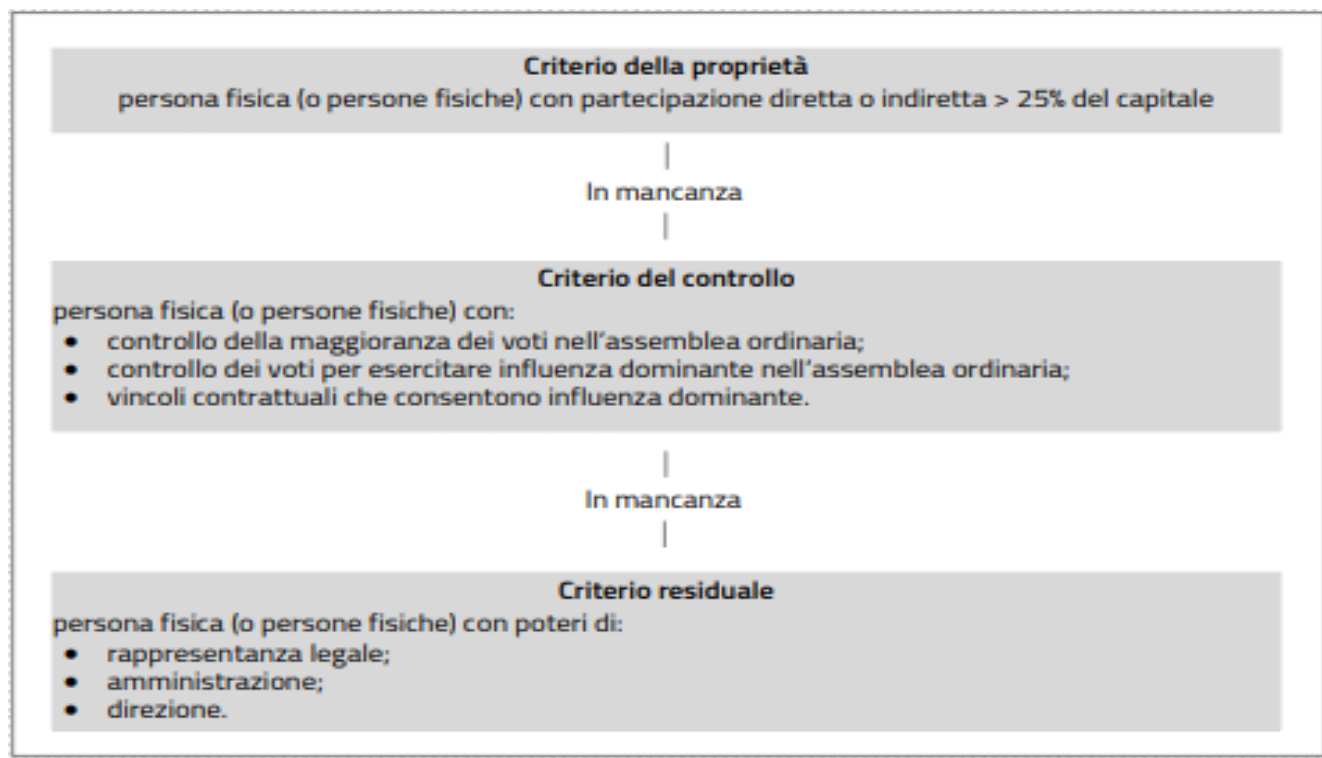 Criterio della proprietà
persona fisica (o persone fisiche) con partecipazione diretta o indiretta > 25% del capitale
In mancanza
Criterio del controllo
persona fisica (o persone fisiche) con:
• controllo della maggioranza dei voti nell'assemblea ordinaria;
• controllo dei voti per esercitare influenza dominante nell'assemblea ordinaria;
• vincoli contrattuali che consentono influenza dominante.
In mancanza
Criterio residuale
persona fisica (o persone fisiche) con poteri di:
• rappresentanza legale;
• amministrazione;
• direzione.